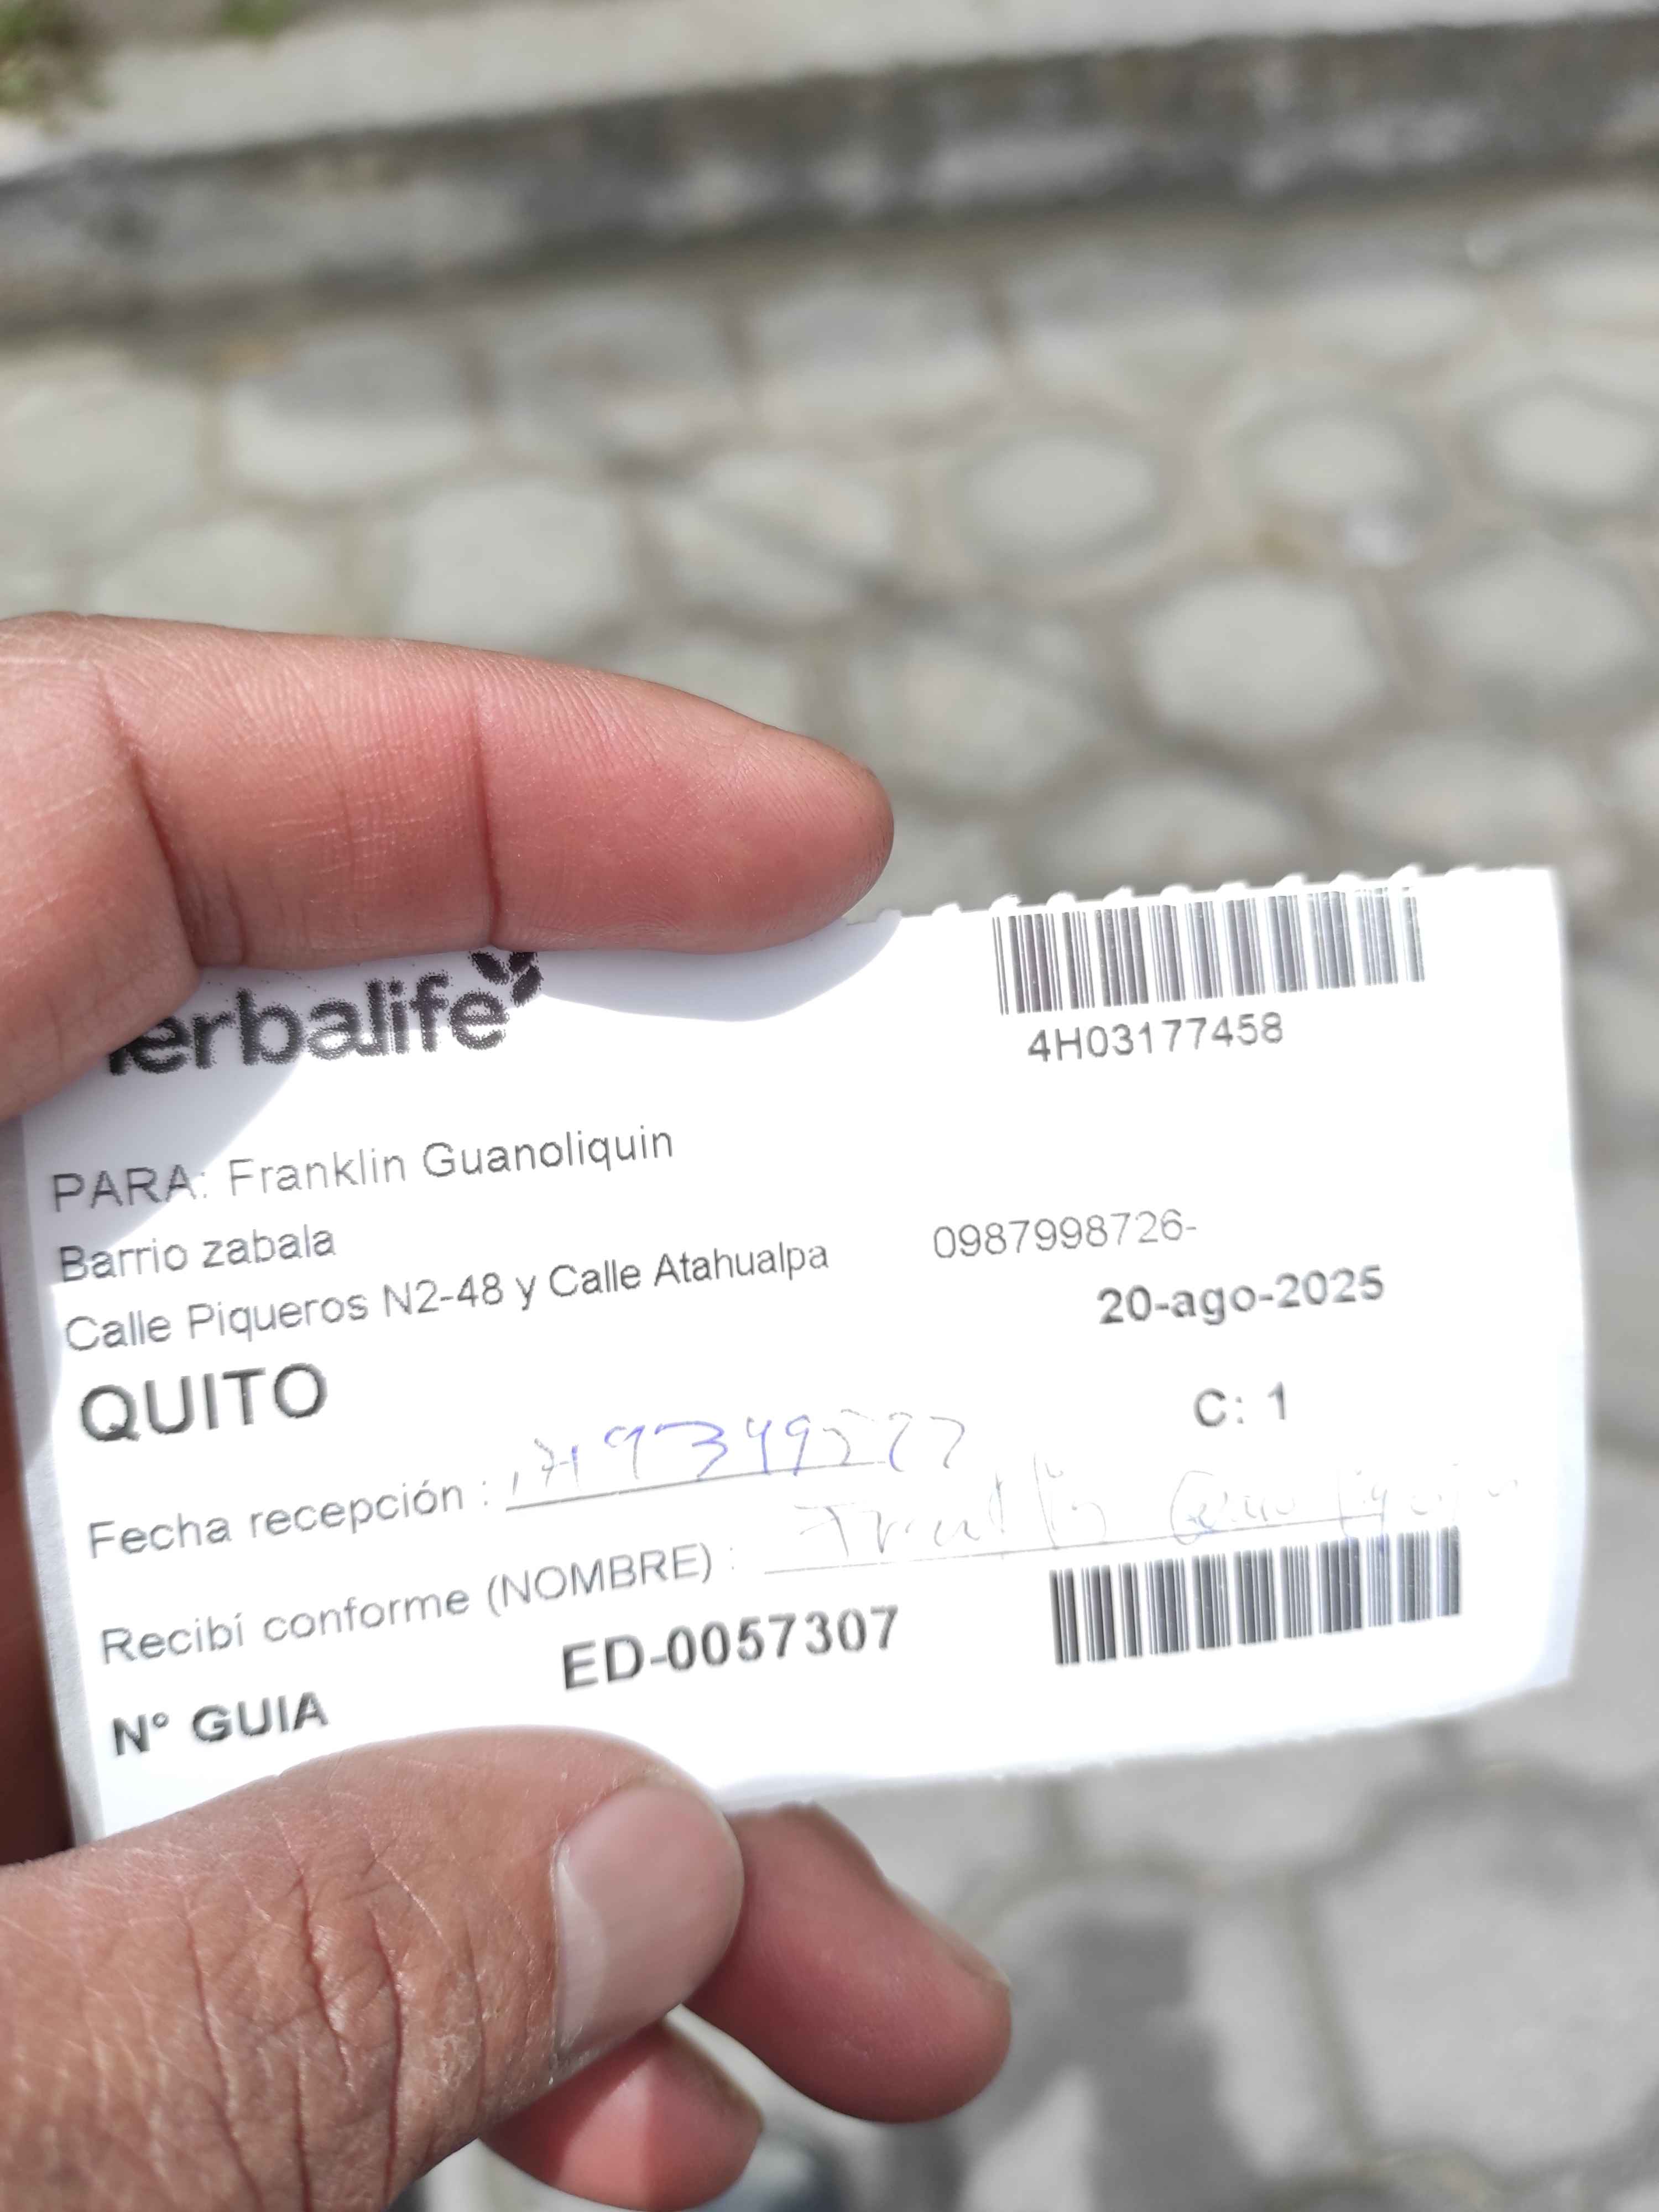 erbalife
4H03177458
PARA: Franklin Guanoliquin
Barrio zabala
0987998726-
Calle Piqueros N2-48 y Calle Atahualpa
20-ago-2025
QUITO
C: 1
Fecha recepción :
Recibí conforme (NOMBRE) :
N° GUIA ED-0057307